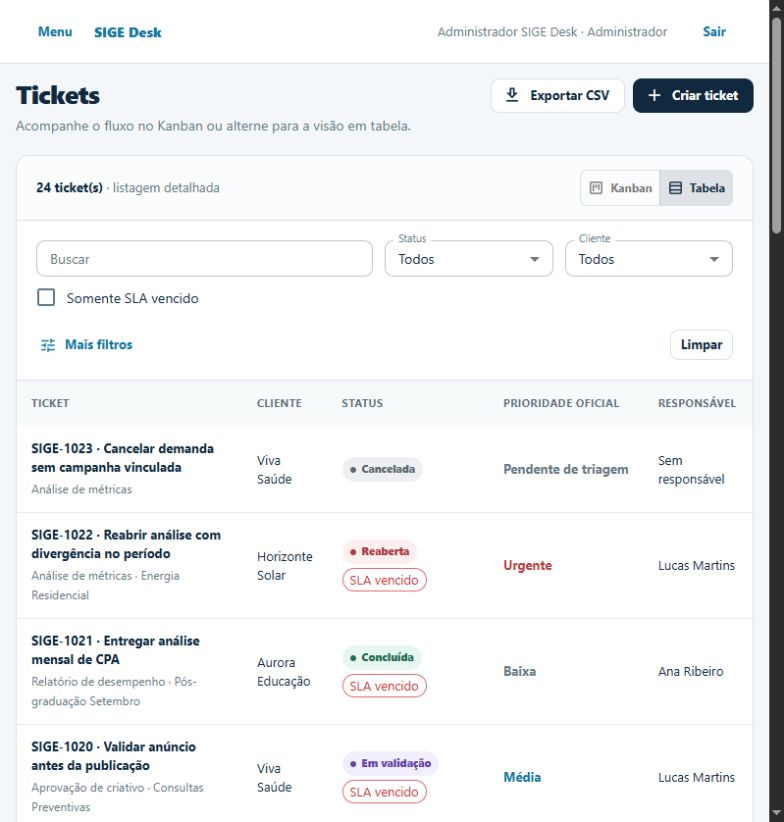 Menu SIGE Desk Administrador SIGE Desk · Administrador Sair
Tickets
Exportar CSV
Criar ticket
Acompanhe o fluxo no Kanban ou alterne para a visão em tabela.
24 ticket(s) · listagem detalhada
Kanban
Tabela
Buscar
Status
Todos
Cliente
Todos
Somente SLA vencido
Mais filtros
Limpar
TICKET CLIENTE STATUS PRIORIDADE OFICIAL RESPONSÁVEL
SIGE-1023 · Cancelar demanda
sem campanha vinculada
Análise de métricas
Viva
Saúde
Cancelada
Pendente de triagem
Sem
responsável
SIGE-1022 · Reabrir análise com
divergência no período
Análise de métricas · Energia
Residencial
Horizonte
Solar
Reaberta
SLA vencido
Urgente
Lucas Martins
SIGE-1021 · Entregar análise
mensal de CPA
Relatório de desempenho · Pós-
graduação Setembro
Aurora
Educação
Concluída
SLA vencido
Baixa
Ana Ribeiro
SIGE-1020 · Validar anúncio
antes da publicação
Aprovação de criativo · Consultas
Preventivas
Viva
Saúde
Em validação
SLA vencido
Média
Lucas Martins